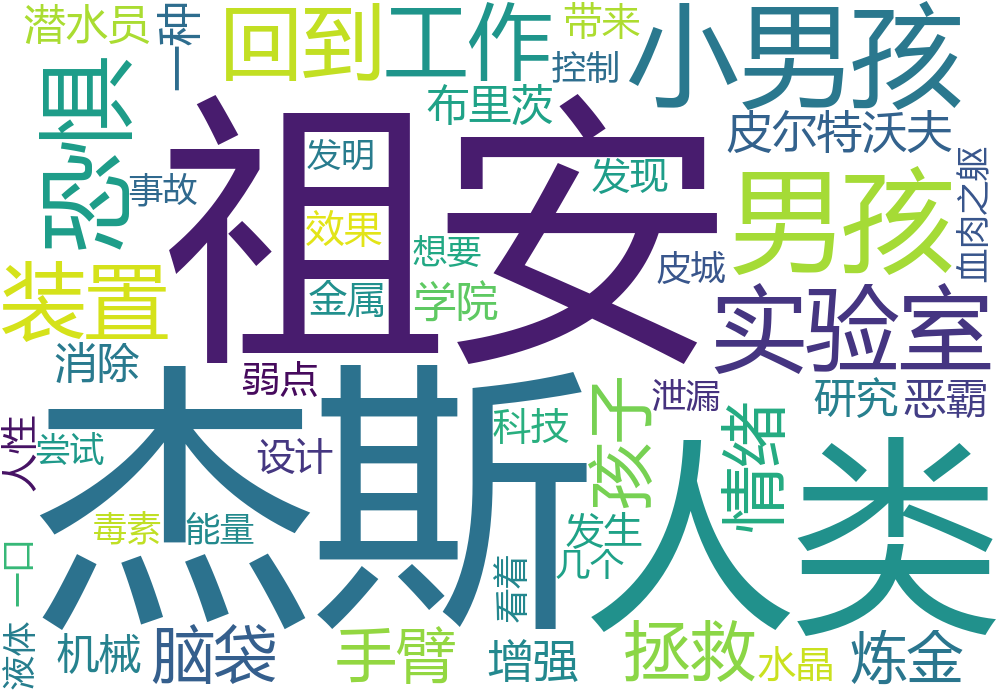 潜水员
一种
回到
工作
带来
小男孩
控制
恐惧
布里茨
皮尔特沃夫
祖安
发明
发现
事故
血肉之躯
男孩
效果
想要
皮城
装置
金属
学院
实验室
消除
弱点
杰斯
人类
孩子
泄漏
研究
恶霸
情绪
科技
人性
尝试
设计
毒素
能量
发生
几个
看着
一口
液体
机械
脑袋
手臂
增强
拯救
水晶
炼金